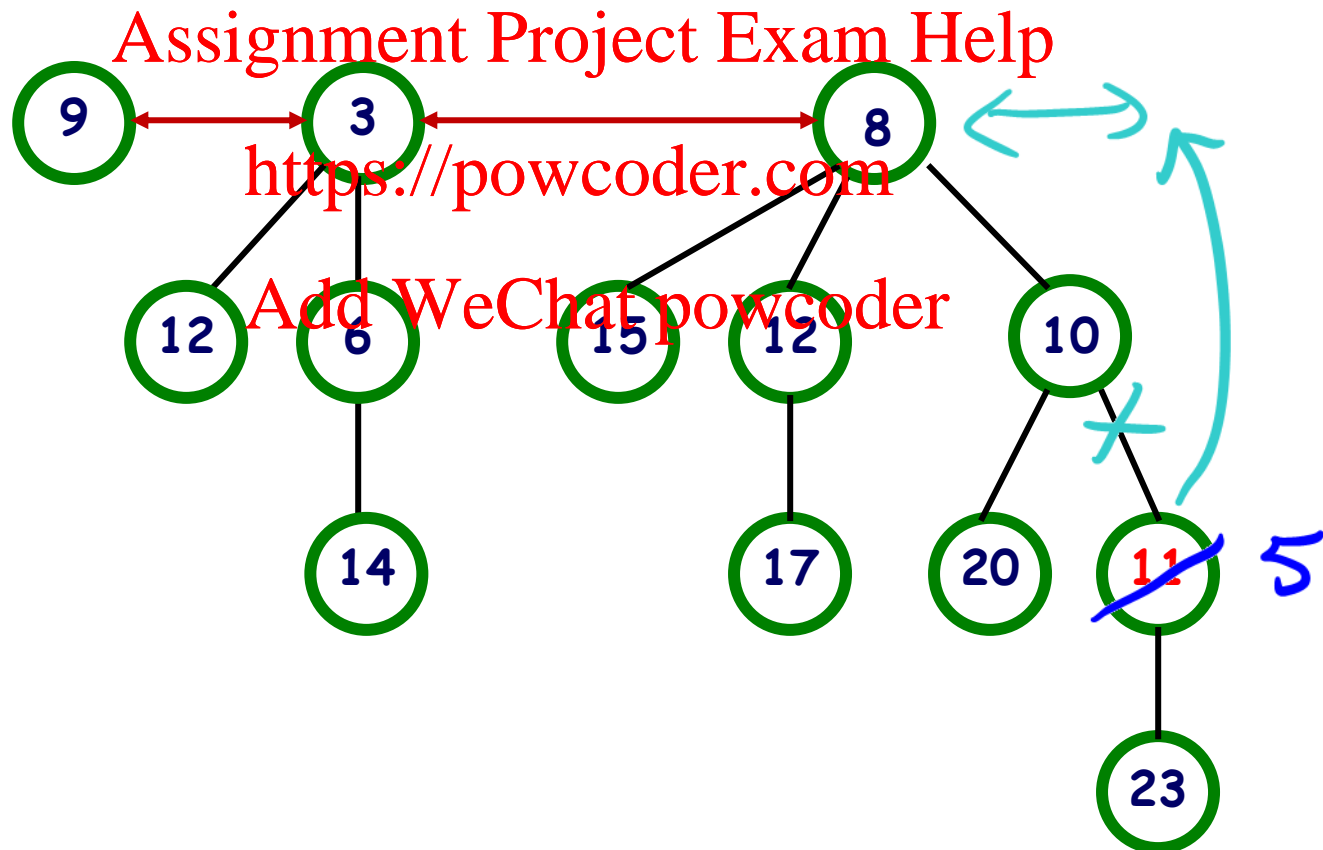 Assignment Project Exam Help
9 3 8
https://powcoder.com
Add WeChat powcoder
12 6 15 12 10
14 17 20 11 5
23